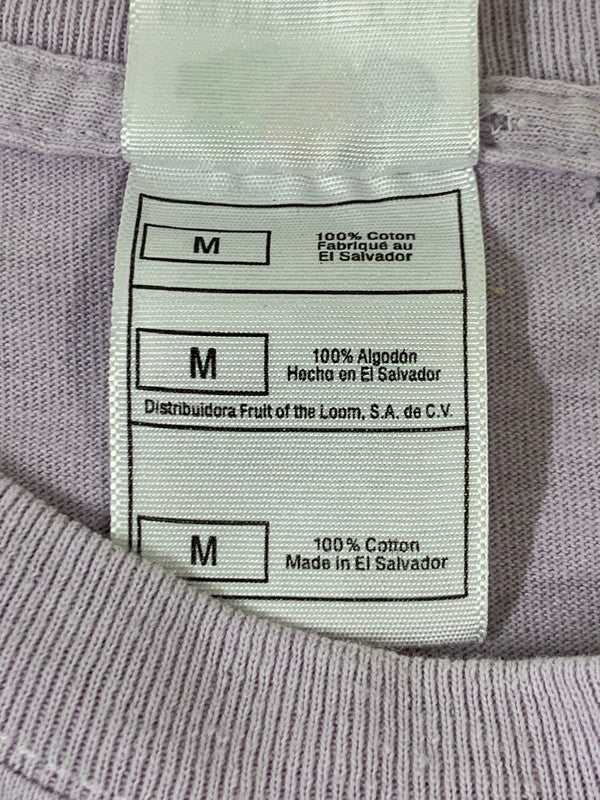 M
100% Coton
Fabriqué au
El Salvador
M
100% Algodón
Hecho en El Salvador
Distribuidora Fruit of the Loom, S.A. de C.V.
M
100% Cotton
Made in El Salvador